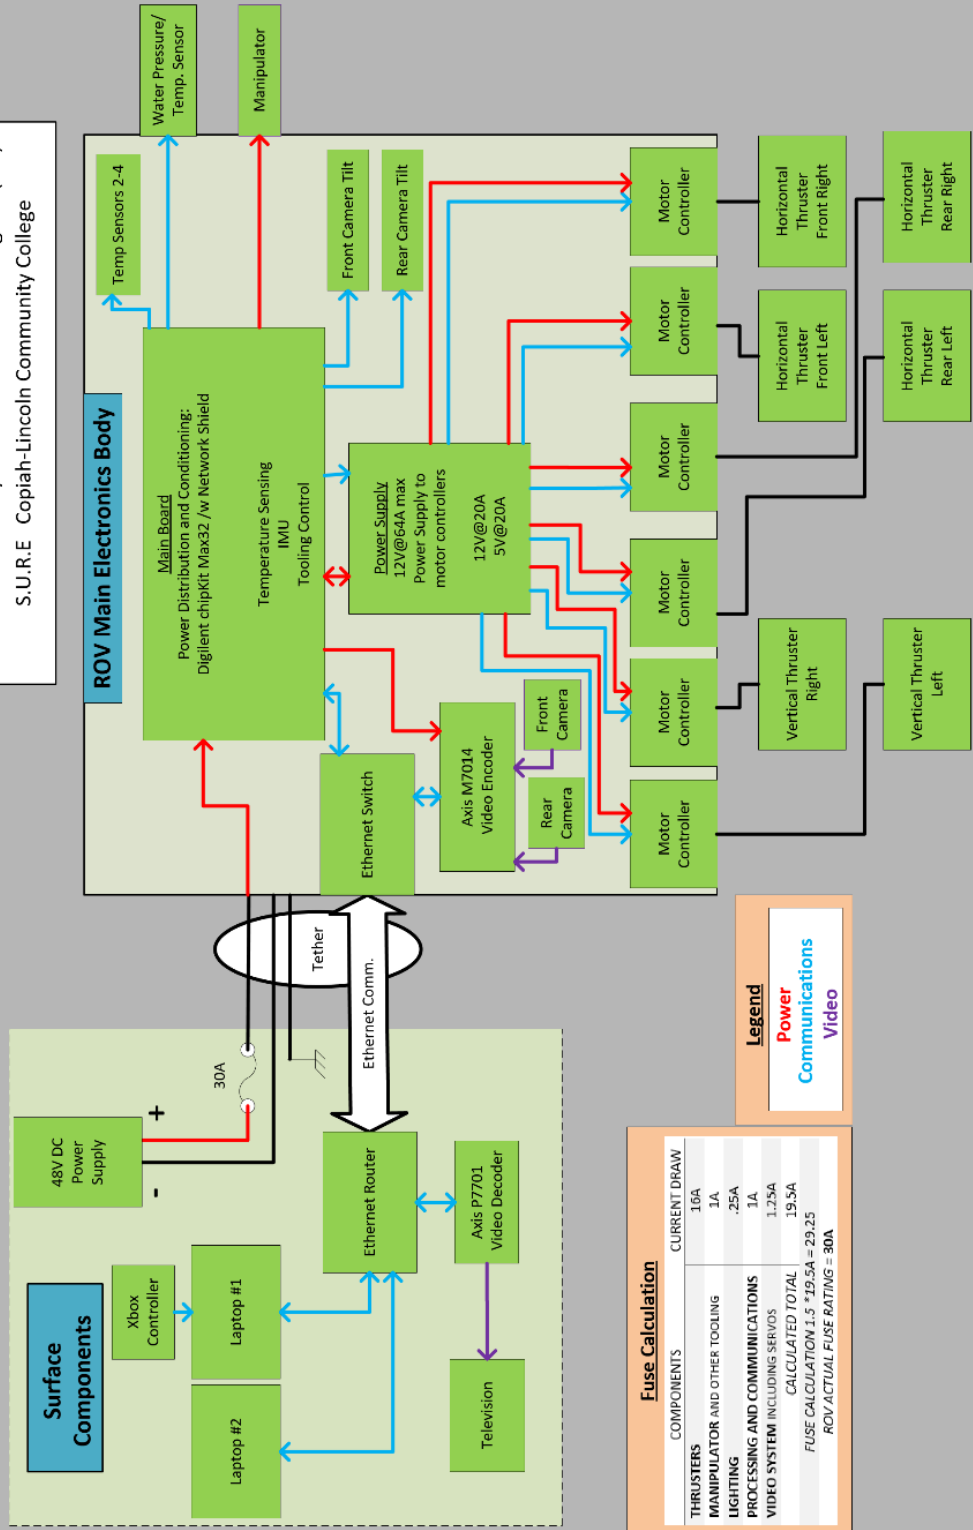 S.U.R.E Copiah-Lincoln Community College
Surface
Components
Xbox
Controller
Laptop #1
Laptop #2
48V DC
Power
Supply
-
+
30A
Ethernet Router
Axis P7701
Video Decoder
Television
Tether
Ethernet Comm.
ROV Main Electronics Body
Main Board
Power Distribution and Conditioning:
Digilent chipKit Max32 /w Network Shield
Temperature Sensing
IMU
Tooling Control
Temp Sensors 2-4
Water Pressure/
Temp. Sensor
Manipulator
Front Camera Tilt
Rear Camera Tilt
Power Supply
12V@64A max
Power Supply to
motor controllers
12V@20A
5V@20A
Ethernet Switch
Axis M7014
Video Encoder
Rear
Camera
Front
Camera
Motor
Controller
Motor
Controller
Motor
Controller
Motor
Controller
Motor
Controller
Motor
Controller
Vertical Thruster
Left
Vertical Thruster
Right
Horizontal
Thruster
Rear Left
Horizontal
Thruster
Front Left
Horizontal
Thruster
Rear Right
Horizontal
Thruster
Front Right
Fuse Calculation
COMPONENTS CURRENT DRAW
THRUSTERS 16A
MANIPULATOR AND OTHER TOOLING 1A
LIGHTING .25A
PROCESSING AND COMMUNICATIONS 1A
VIDEO SYSTEM INCLUDING SERVOS 1.25A
CALCULATED TOTAL 19.5A
FUSE CALCULATION 1.5 *19.5A = 29.25
ROV ACTUAL FUSE RATING = 30A
Legend
Power
Communications
Video